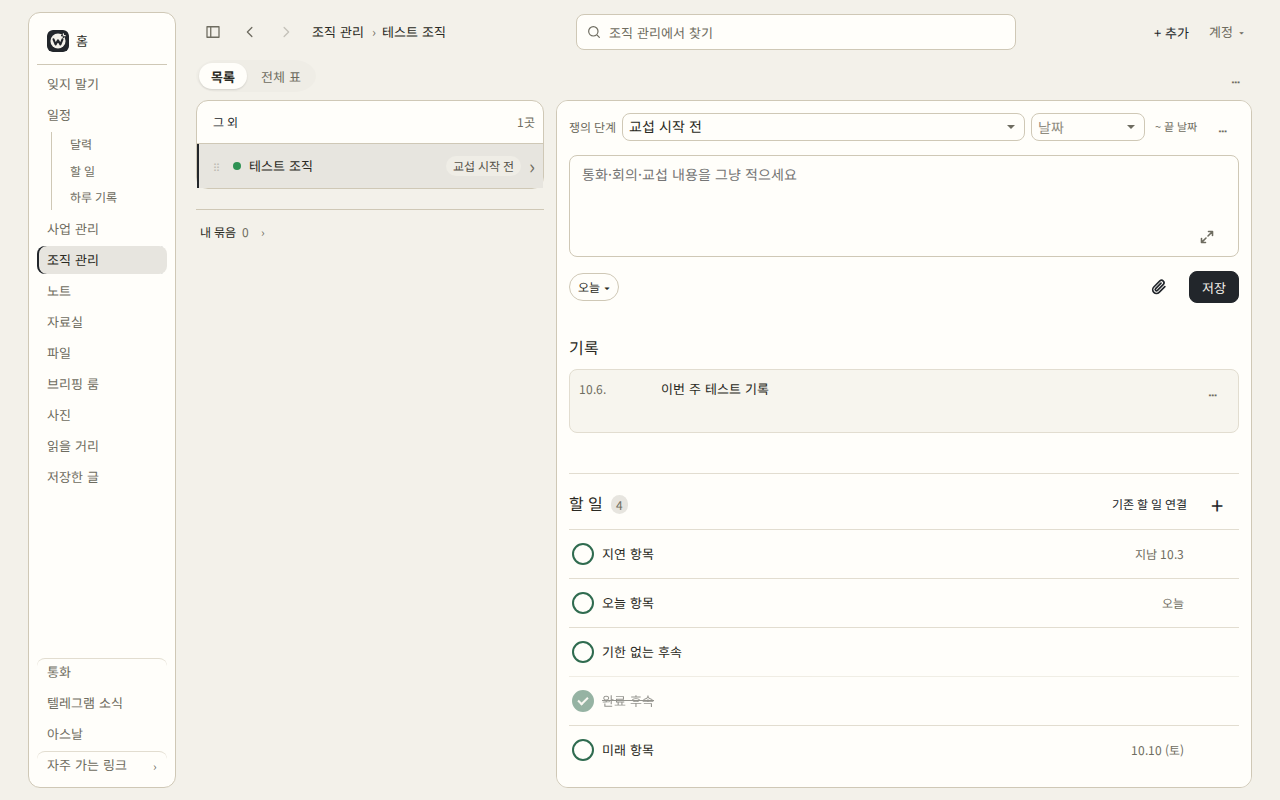 홈
잊지 말기
일정
달력
할 일
하루 기록
사업 관리
조직 관리
노트
자료실
파일
브리핑 룸
사진
읽을 거리
저장한 글
통화
텔레그램 소식
아스날
자주 가는 링크 ›
조직 관리 › 테스트 조직
조직 관리에서 찾기
+ 추가
계정
목록
전체 표
...
그 외 1곳
테스트 조직 교섭 시작 전 ›
내 묶음 0 ›
쟁의 단계 교섭 시작 전 날짜 ~ 끝 날짜 ...
통화·회의·교섭 내용을 그냥 적으세요
오늘
저장
기록
10.6. 이번 주 테스트 기록 ...
할 일 4 기존 할 일 연결 +
지연 항목 지남 10.3
오늘 항목 오늘
기한 없는 후속
완료 후속
미래 항목 10.10 (토)